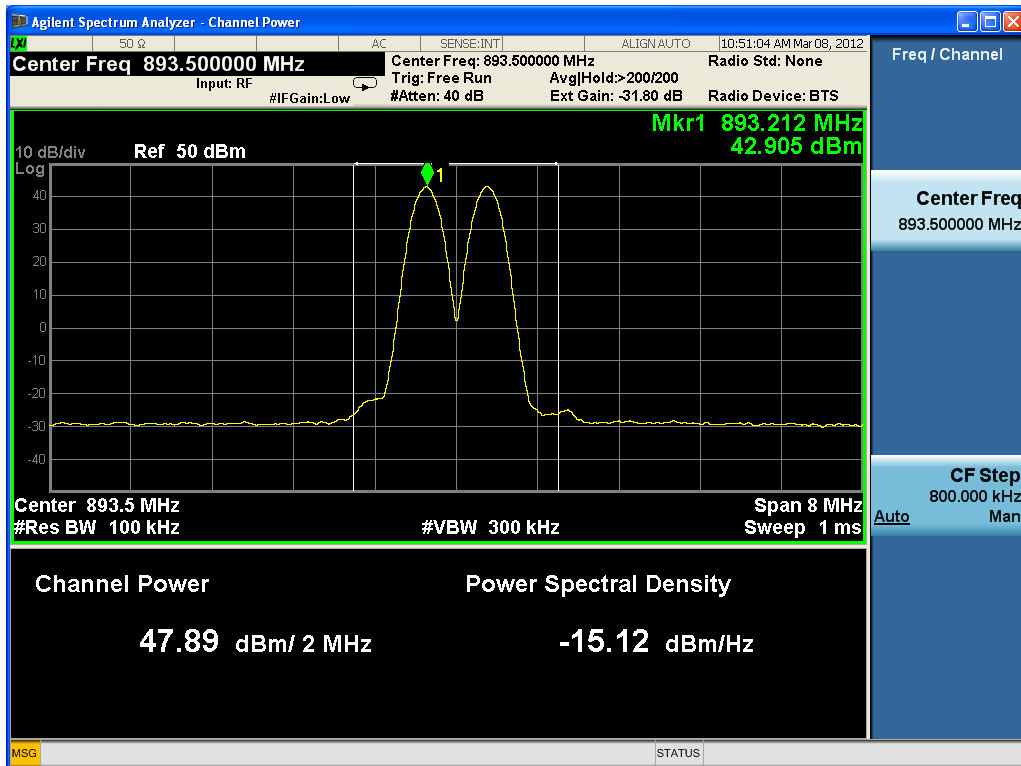 Agilent Spectrum Analyzer - Channel Power
LXI 50 Ω AC SENSE:INT ALIGN AUTO 10:51:04 AM Mar 08, 2012
Center Freq 893.500000 MHz
Input: RF
#IFGain:Low
Center Freq: 893.500000 MHz
Trig: Free Run Avg|Hold:>200/200
#Atten: 40 dB Ext Gain: -31.80 dB
Radio Std: None
Radio Device: BTS
Mkr1 893.212 MHz
42.905 dBm
10 dB/div Ref 50 dBm
Log
1
40
30
20
10
0
-10
-20
-30
-40
Center 893.5 MHz Span 8 MHz
#Res BW 100 kHz #VBW 300 kHz Sweep 1 ms
Channel Power Power Spectral Density
47.89 dBm/ 2 MHz -15.12 dBm/Hz
MSG STATUS
Freq / Channel
Center Freq
893.500000 MHz
CF Step
800.000 kHz
Auto Man